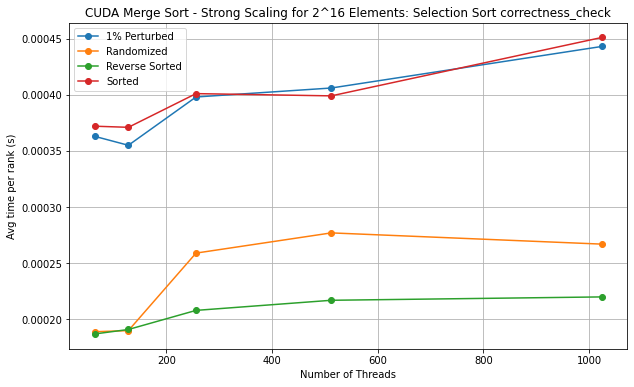 CUDA Merge Sort - Strong Scaling for 2^16 Elements: Selection Sort correctness_check
1% Perturbed
Randomized
Reverse Sorted
Sorted
Avg time per rank (s)
0.00045
0.00040
0.00035
0.00030
0.00025
0.00020
200 400 600 800 1000
Number of Threads